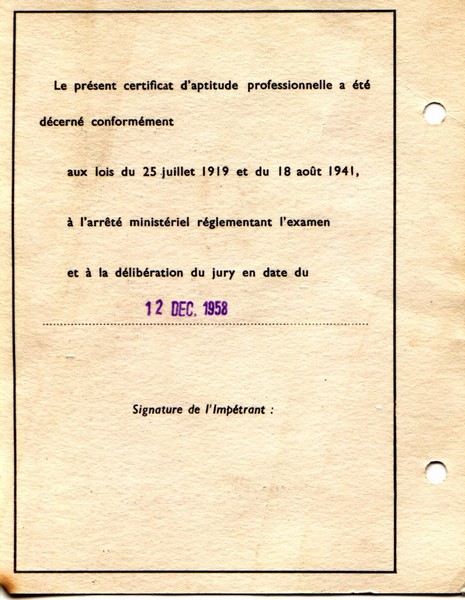 Le présent certificat d'aptitude professionnelle a été
décerné conformément
aux lois du 25 juillet 1919 et du 18 août 1941,
à l'arrêté ministériel réglementant l'examen
et à la délibération du jury en date du
12 DEC. 1958
Signature de l'Impétrant :